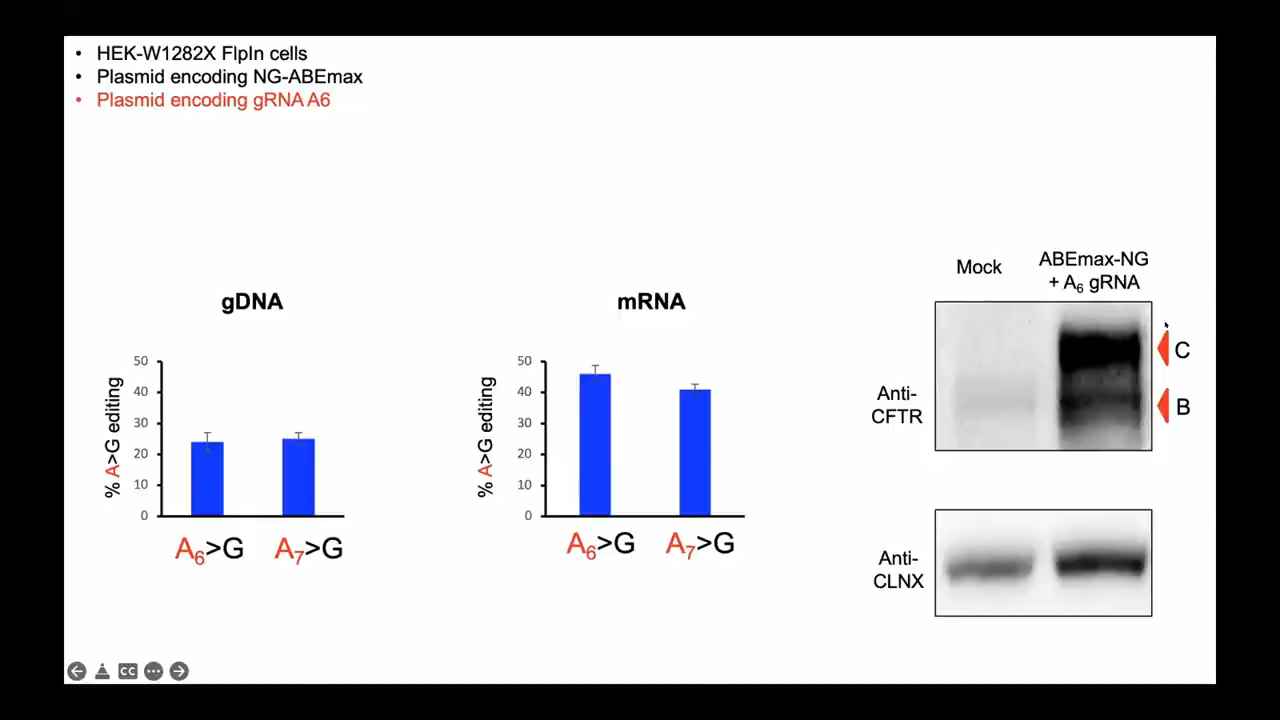 • HEK-W1282X FlpIn cells
• Plasmid encoding NG-ABEmax
• Plasmid encoding gRNA A6
gDNA
% A>G editing
50
40
30
20
10
0
A6>G
A7>G
mRNA
% A>G editing
50
40
30
20
10
0
A6>G
A7>G
Mock
ABEmax-NG
+ A6 gRNA
Anti-
CFTR
C
B
Anti-
CLNX
CC